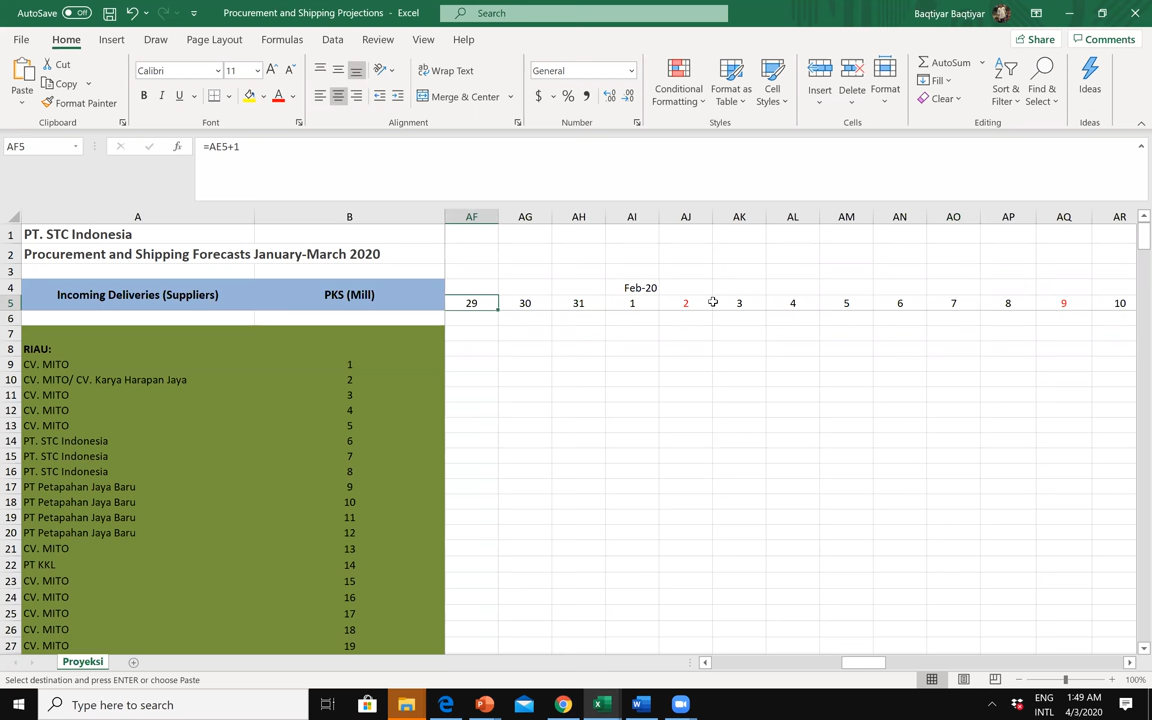 AutoSave Off Procurement and Shipping Projections - Excel Search Baqtiyar Baqtiyar
File Home Insert Draw Page Layout Formulas Data Review View Help Share Comments
Paste Cut Copy Format Painter
Clipboard
Calibri 11 A A
B I U A
Font
Wrap Text
Merge & Center
Alignment
General
$ % 9 .00
Number
Conditional Formatting Format as Table Cell Styles
Styles
Insert Delete Format
Cells
AutoSum Fill Clear Sort & Filter Find & Select
Editing
Ideas
Ideas
AF5 fx =AE5+1
A B AF AG AH AI AJ AK AL AM AN AO AP AQ AR
1 PT. STC Indonesia
2 Procurement and Shipping Forecasts January-March 2020
3
4 Feb-20
Incoming Deliveries (Suppliers) PKS (Mill)
5 29 30 31 1 2 3 4 5 6 7 8 9 10
6
7
8 RIAU:
9 CV. MITO 1
10 CV. MITO/ CV. Karya Harapan Jaya 2
11 CV. MITO 3
12 CV. MITO 4
13 CV. MITO 5
14 PT. STC Indonesia 6
15 PT. STC Indonesia 7
16 PT. STC Indonesia 8
17 PT Petapahan Jaya Baru 9
18 PT Petapahan Jaya Baru 10
19 PT Petapahan Jaya Baru 11
20 PT Petapahan Jaya Baru 12
21 CV. MITO 13
22 PT KKL 14
23 CV. MITO 15
24 CV. MITO 16
25 CV. MITO 17
26 CV. MITO 18
27 CV. MITO 19
Proyeksi
Select destination and press ENTER or choose Paste 100%
Type here to search ENG INTL 1:49 AM 4/3/2020